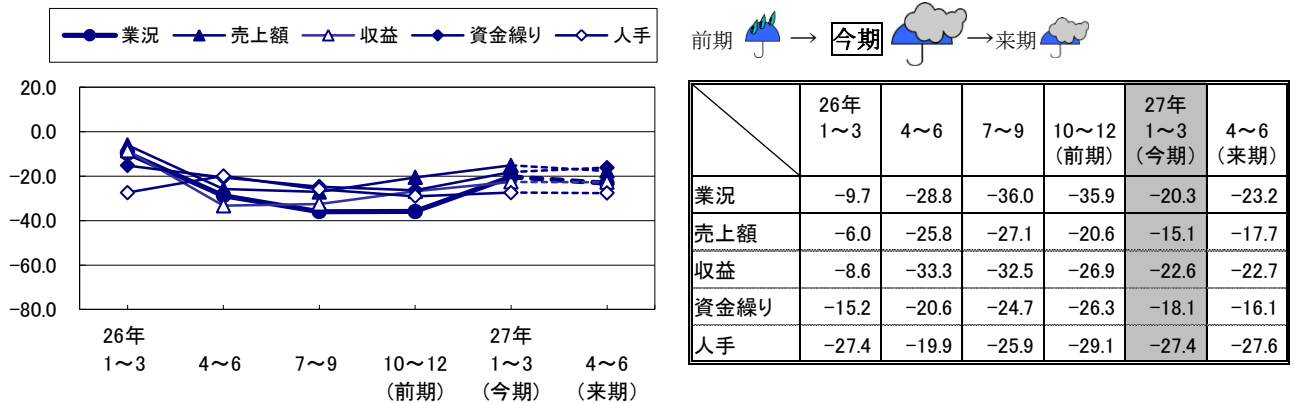 業況 売上額 収益 資金繰り 人手
20.0
0.0
−20.0
−40.0
−60.0
−80.0
26年 27年
1～3 4～6 7～9 10～12 1～3 4～6
（前期） （今期） （来期）
前期 → 今期 →来期
26年 27年
1～3 4～6 7～9 10～12 1～3 4～6
（前期） （今期） （来期）
業況 −9.7 −28.8 −36.0 −35.9 −20.3 −23.2
売上額 −6.0 −25.8 −27.1 −20.6 −15.1 −17.7
収益 −8.6 −33.3 −32.5 −26.9 −22.6 −22.7
資金繰り −15.2 −20.6 −24.7 −26.3 −18.1 −16.1
人手 −27.4 −19.9 −25.9 −29.1 −27.4 −27.6